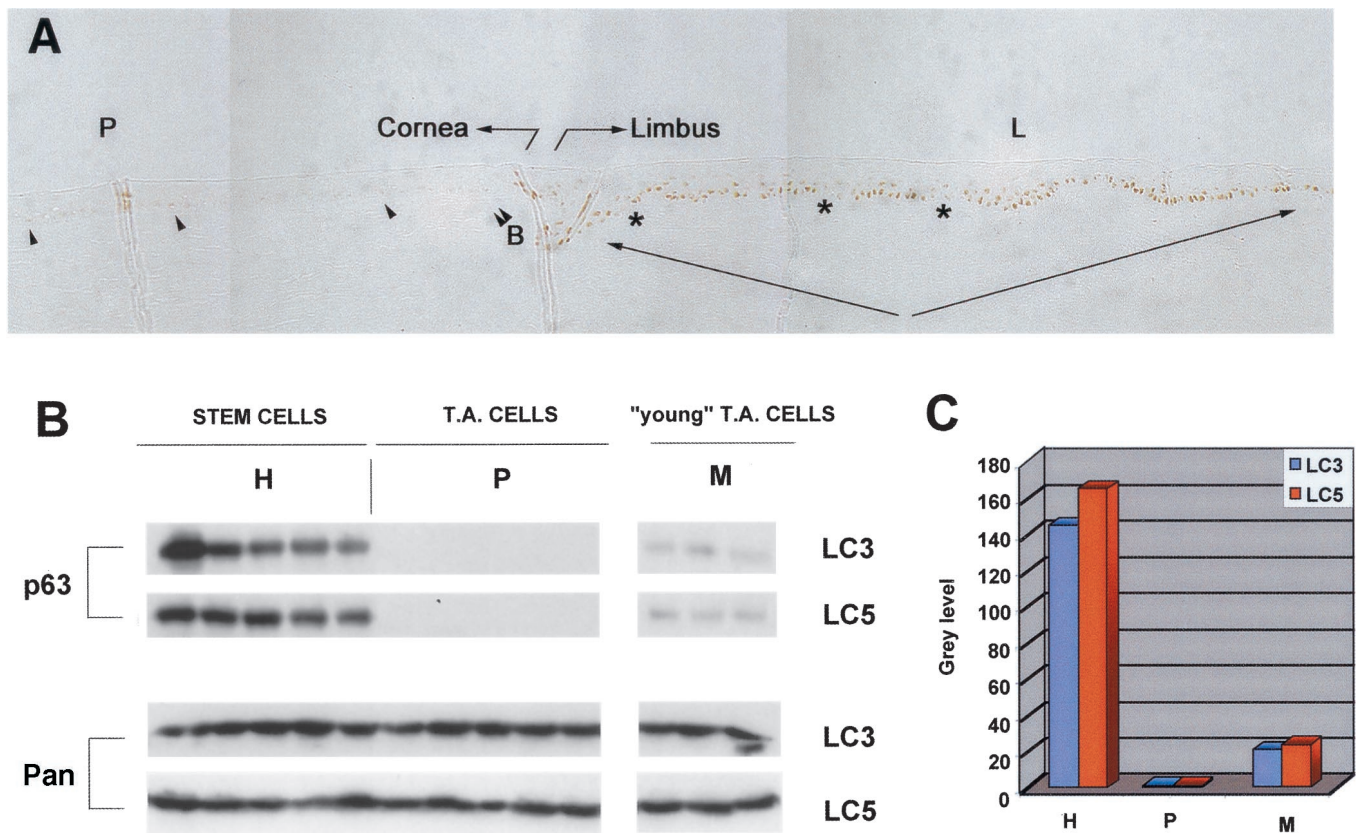 A
P
Cornea
Limbus
L
B
*
*
*
B
STEM CELLS
T.A. CELLS
"young" T.A. CELLS
H
P
M
p63
LC3
LC5
Pan
LC3
LC5
C
180
160
140
120
100
80
60
40
20
0
Grey level
LC3
LC5
H
P
M